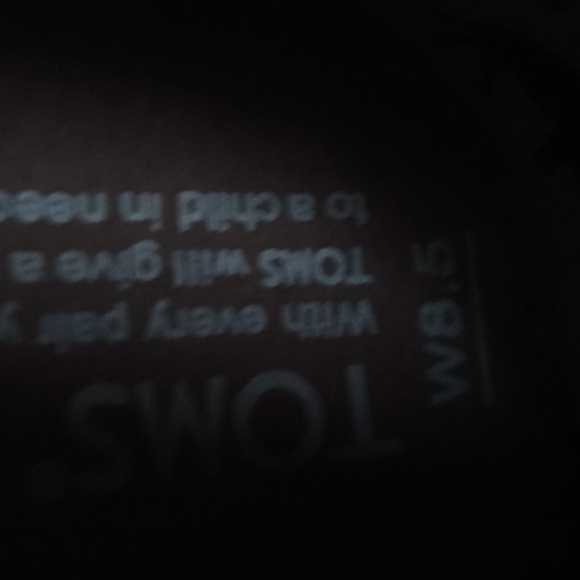 TOMS®
With every pair y
TOMS will give a
to a child in need
W8.5